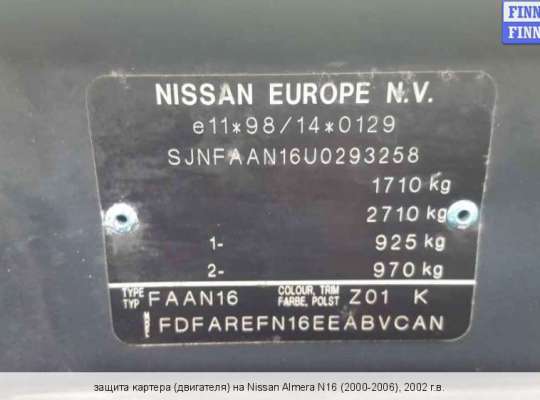 FINN
FINN
NISSAN EUROPE N.V.
e11*98/14*0129
SJNFAAN16U0293258
1710 kg
2710 kg
1- 925 kg
2- 970 kg
TYPE TYP FAAN16 COLOUR, TRIM FARBE, POLST Z01 K
FDFAREFN16EEABVCAN
защита картера (двигателя) на Nissan Almera N16 (2000-2006), 2002 г.в.